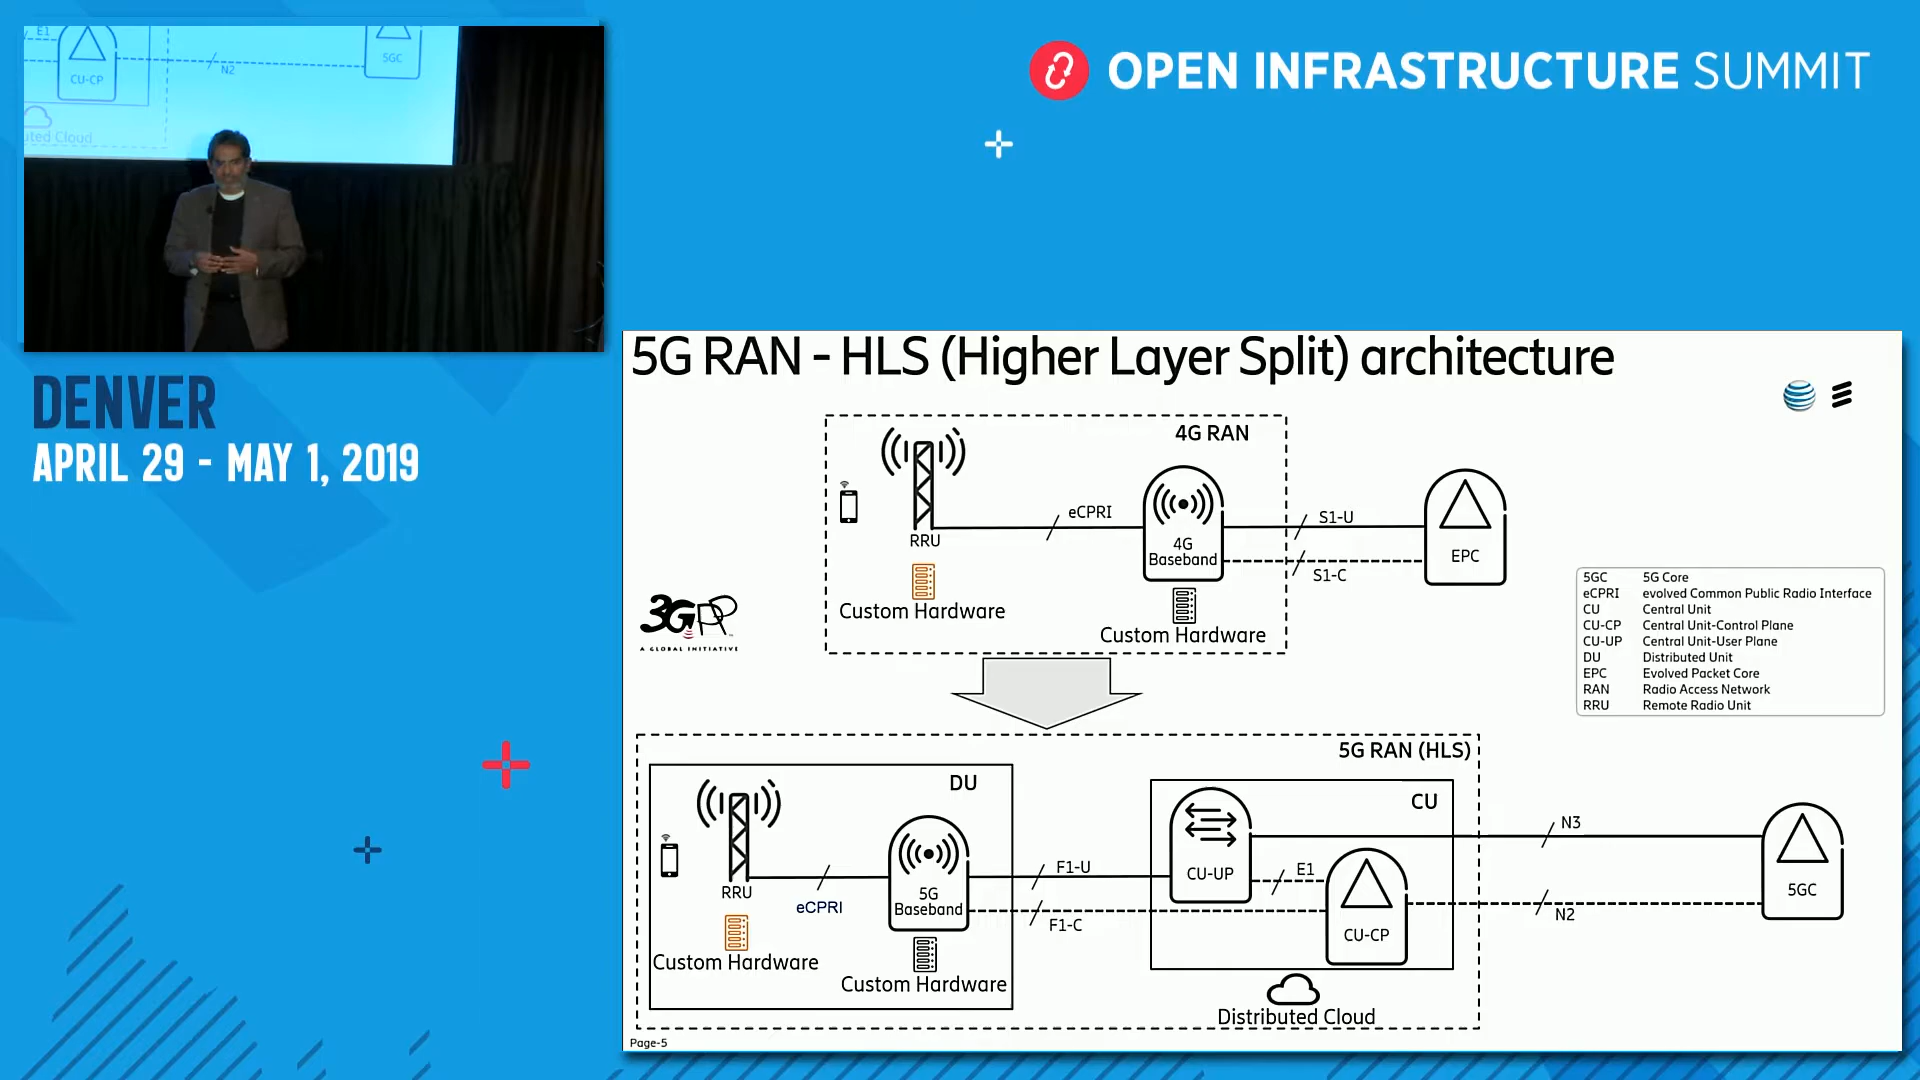 E1
CU-CP
N2
5GC
uted Cloud
OPEN INFRASTRUCTURE SUMMIT
DENVER
APRIL 29 - MAY 1, 2019
5G RAN - HLS (Higher Layer Split) architecture
4G RAN
eCPRI
RRU
4G
Baseband
S1-U
S1-C
EPC
Custom Hardware
Custom Hardware
3GPP
A GLOBAL INITIATIVE
5GC 5G Core
eCPRI evolved Common Public Radio Interface
CU Central Unit
CU-CP Central Unit-Control Plane
CU-UP Central Unit-User Plane
DU Distributed Unit
EPC Evolved Packet Core
RAN Radio Access Network
RRU Remote Radio Unit
5G RAN (HLS)
DU
CU
RRU
eCPRI
5G
Baseband
F1-U
F1-C
CU-UP
E1
CU-CP
N3
N2
5GC
Custom Hardware
Custom Hardware
Distributed Cloud
Page-5